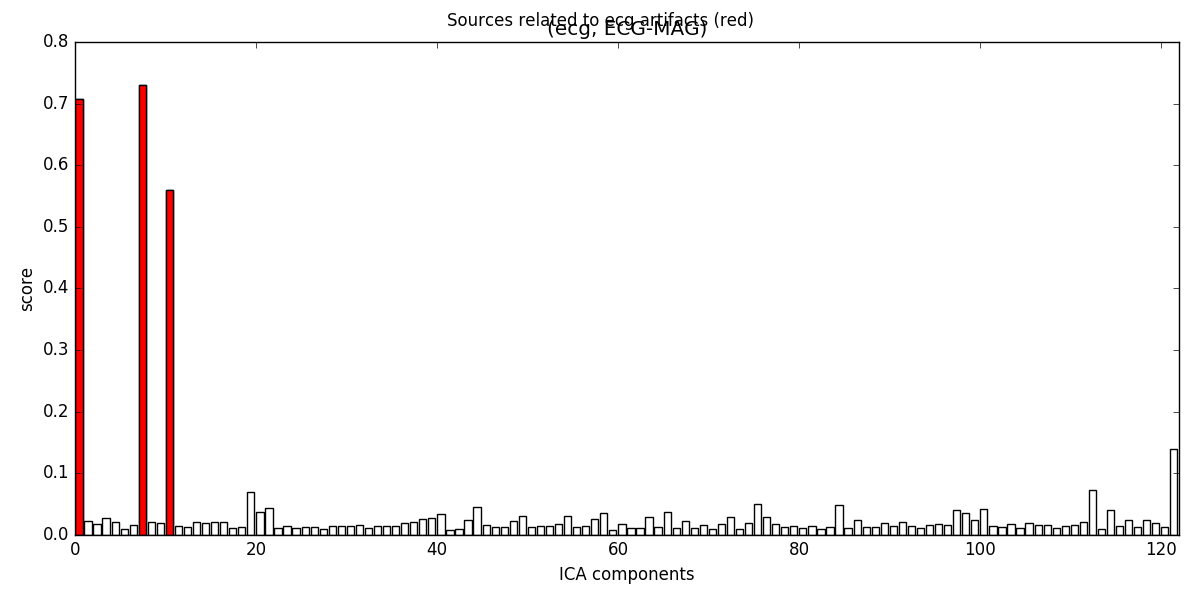 Sources related to ecg artifacts (red)
(ecg, ECG-MAG)
0.8
0.7
0.6
0.5
0.4
0.3
0.2
0.1
0.0
score
0 20 40 60 80 100 120
ICA components